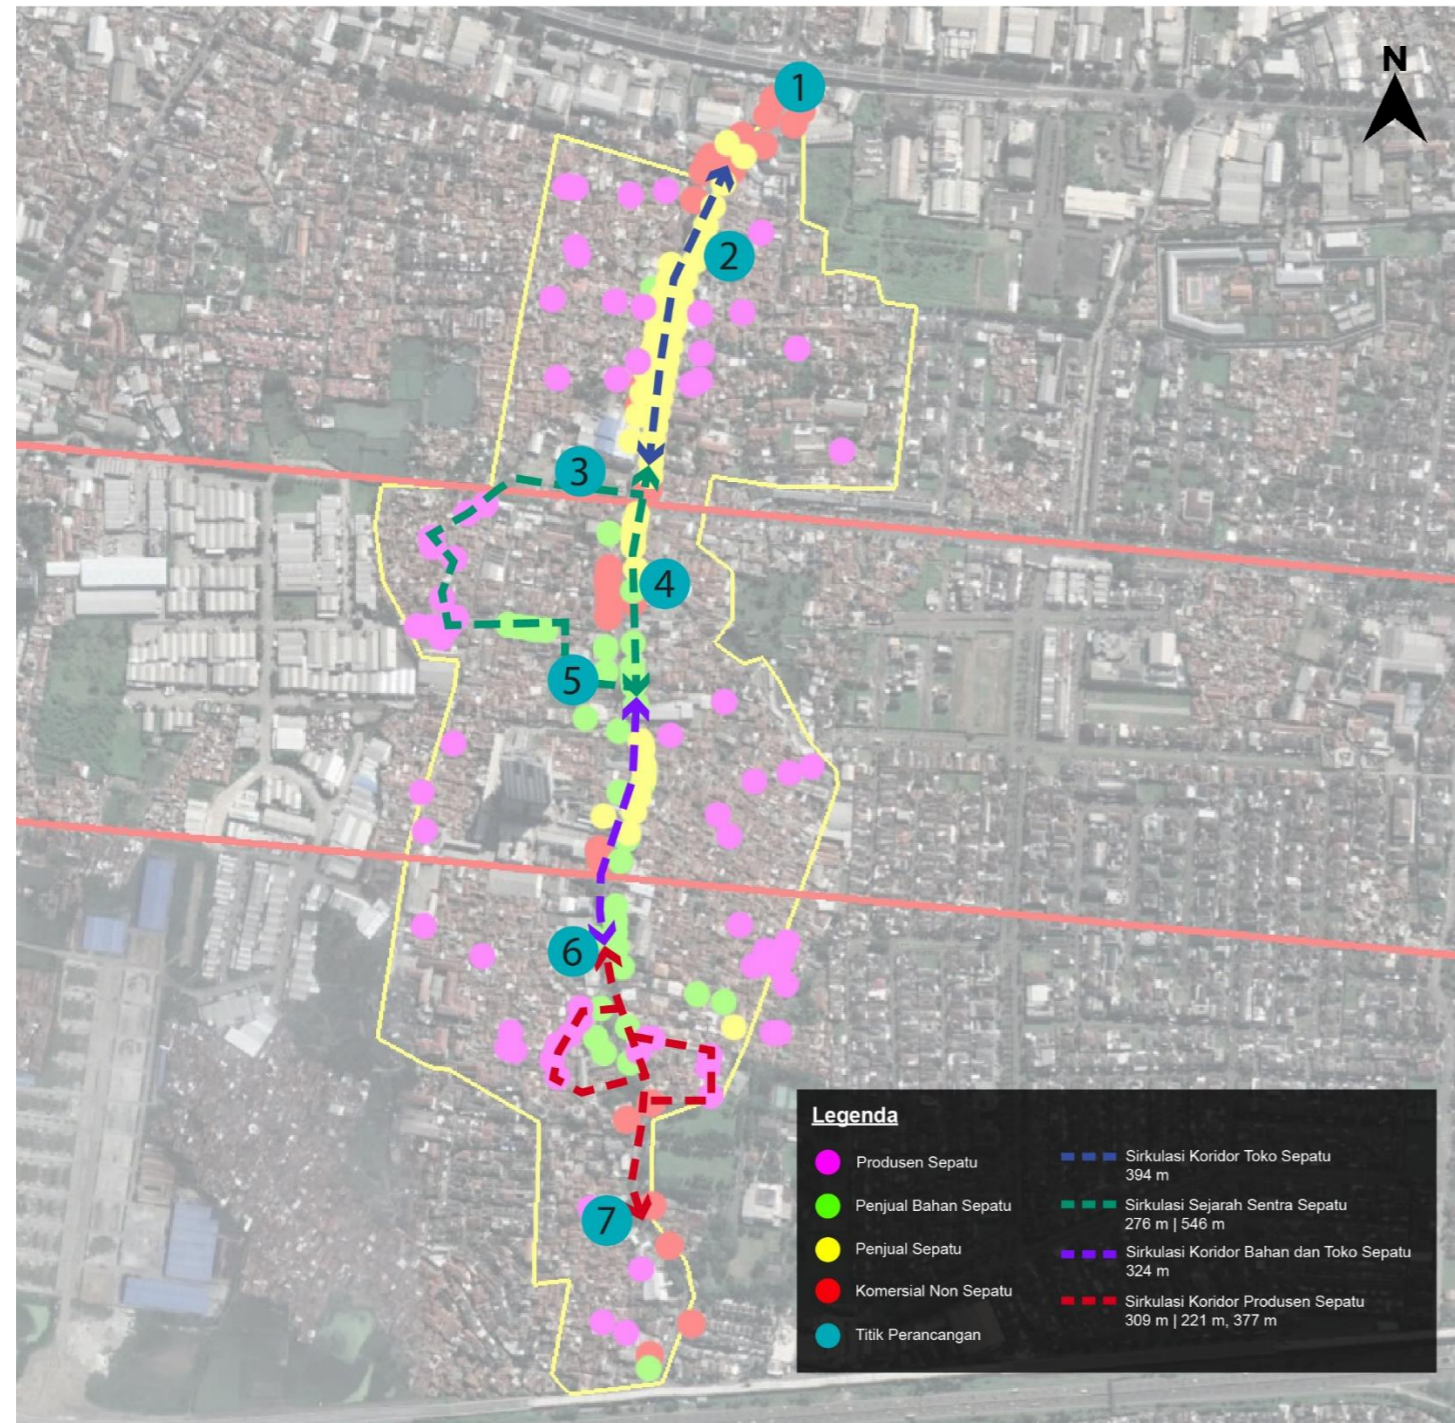 N
1
2
3
4
5
6
7
Legenda
Produsen Sepatu
Penjual Bahan Sepatu
Penjual Sepatu
Komersial Non Sepatu
Titik Perancangan
Sirkulasi Koridor Toko Sepatu
394 m
Sirkulasi Sejarah Sentra Sepatu
276 m | 546 m
Sirkulasi Koridor Bahan dan Toko Sepatu
324 m
Sirkulasi Koridor Produsen Sepatu
309 m | 221 m, 377 m